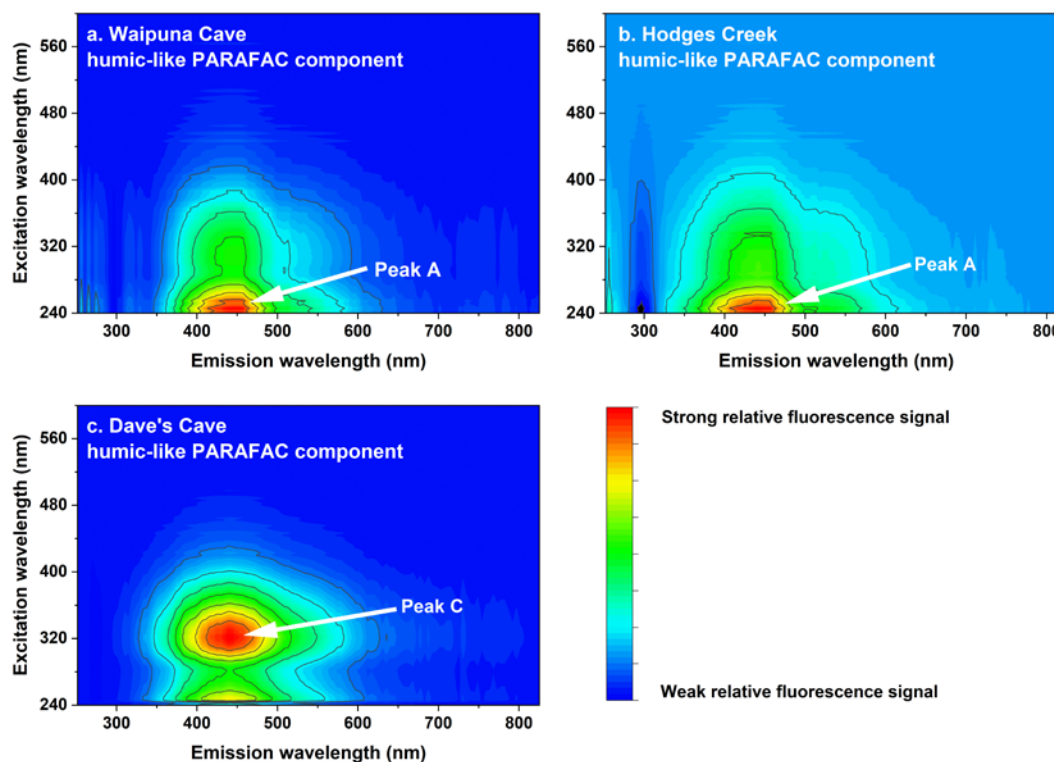 a. Waipuna Cave
humic-like PARAFAC component
Excitation wavelength (nm)
560
480
400
320
240
Peak A
300
400
500
600
700
800
Emission wavelength (nm)
b. Hodges Creek
humic-like PARAFAC component
Excitation wavelength (nm)
560
480
400
320
240
Peak A
300
400
500
600
700
800
Emission wavelength (nm)
c. Dave's Cave
humic-like PARAFAC component
Excitation wavelength (nm)
560
480
400
320
240
Peak C
300
400
500
600
700
800
Emission wavelength (nm)
Strong relative fluorescence signal
Weak relative fluorescence signal